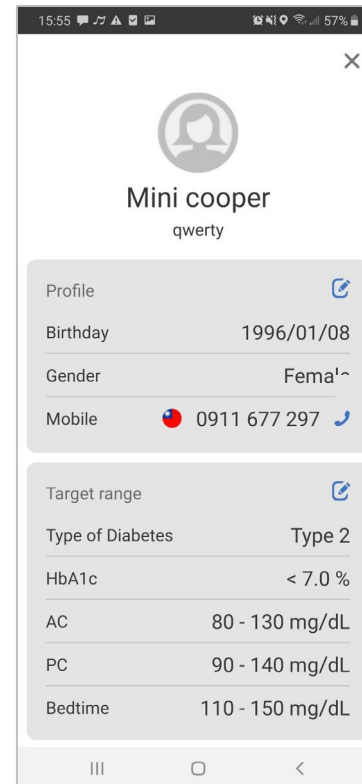 15:55 57%
Mini cooper
qwerty
Profile
Birthday 1996/01/08
Gender
Mobile 0911 677 297
Target range
Type of Diabetes Type 2
HbA1c < 7.0 %
AC 80 - 130 mg/dL
PC 90 - 140 mg/dL
Bedtime 110 - 150 mg/dL